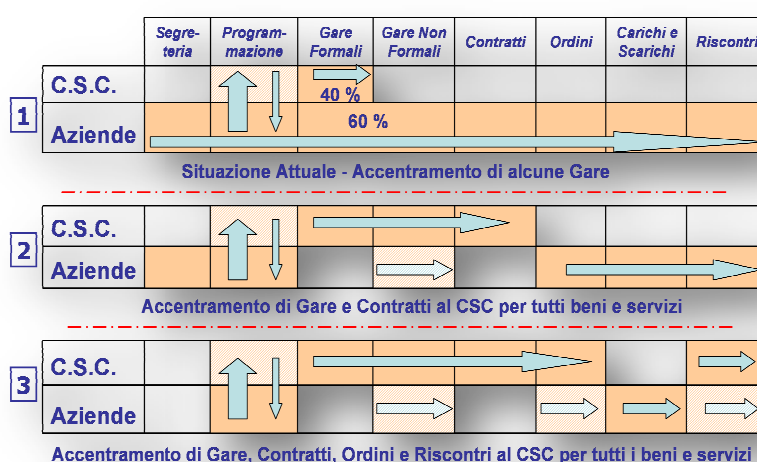 Segre-
teria
Program-
mazione
Gare
Formali
Gare Non
Formali
Contratti
Ordini
Carichi e
Scarichi
Riscontri
1
C.S.C.
40 %
Aziende
60 %
Situazione Attuale - Accentramento di alcune Gare
2
C.S.C.
Aziende
Accentramento di Gare e Contratti al CSC per tutti beni e servizi
3
C.S.C.
Aziende
Accentramento di Gare, Contratti, Ordini e Riscontri al CSC per tutti i beni e servizi